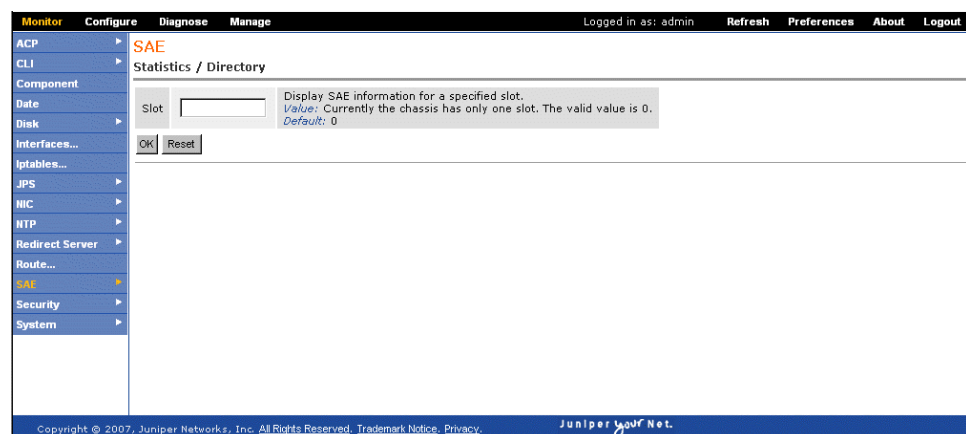 Monitor Configure Diagnose Manage Logged in as: admin Refresh Preferences About Logout
ACP
CLI
Component
Date
Disk
Interfaces...
Iptables...
JPS
NIC
NTP
Redirect Server
Route...
SAE
Security
System
SAE
Statistics / Directory
Slot
Display SAE information for a specified slot.
Value: Currently the chassis has only one slot. The valid value is 0.
Default: 0
OK Reset
Copyright © 2007, Juniper Networks, Inc. All Rights Reserved. Trademark Notice. Privacy.
Juniper your Net.